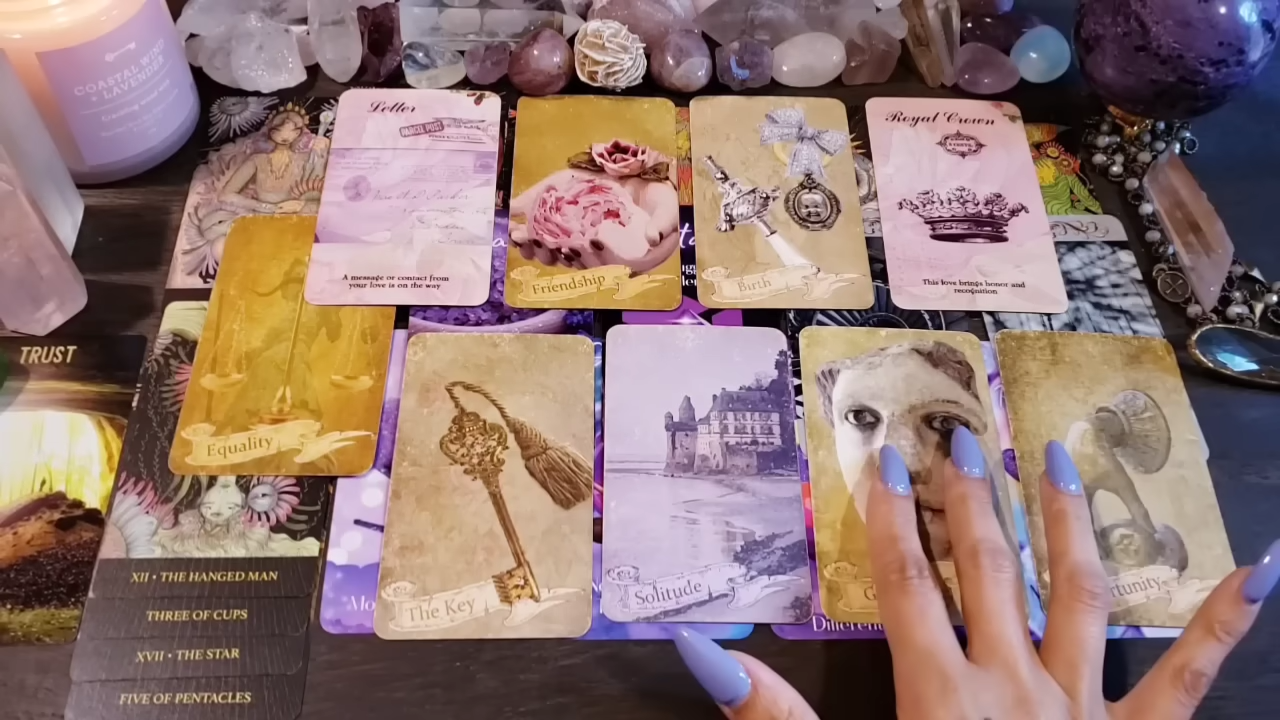 COASTAL WIND
+ LAVENDER
Letter
PARCEL POST
A message or contact from
your love is on the way
Friendship
Birth
Royal Crown
This love brings honor and
recognition
TRUST
Equality
The Key
Solitude
XII • THE HANGED MAN
THREE OF CUPS
XVII • THE STAR
FIVE OF PENTACLES